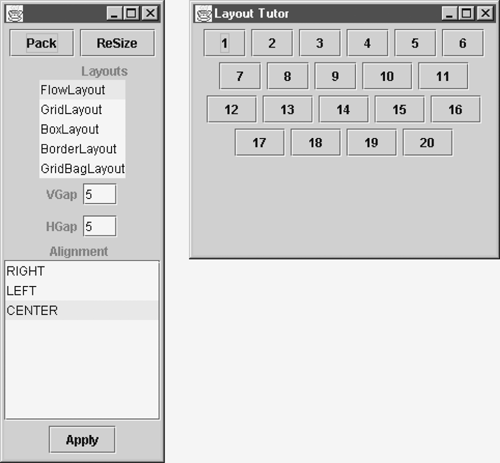 Pack ReSize
Layouts
FlowLayout
GridLayout
BoxLayout
BorderLayout
GridBagLayout
VGap 5
HGap 5
Alignment
RIGHT
LEFT
CENTER
Apply
Layout Tutor
1 2 3 4 5 6
7 8 9 10 11
12 13 14 15 16
17 18 19 20